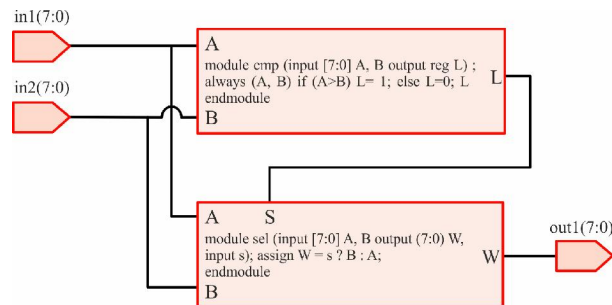 in1(7:0)
in2(7:0)
A
module cmp (input [7:0] A, B output reg L) ;
always (A, B) if (A>B) L= 1; else L=0; L
endmodule
B
L
A
S
module sel (input [7:0] A, B output (7:0) W,
input s); assign W = s ? B : A;
endmodule
B
W
out1(7:0)